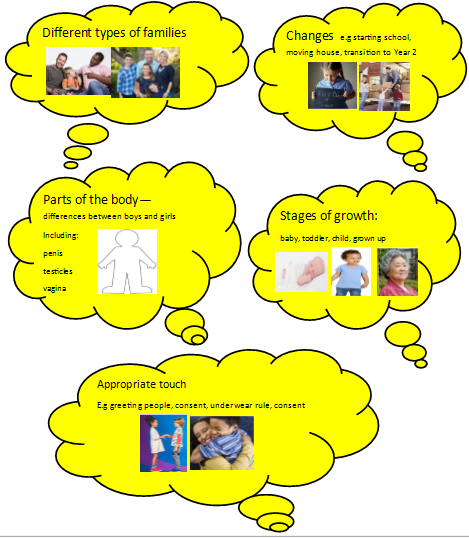 Different types of families
Changes e.g starting school,
moving house, transition to Year 2
Parts of the body—
differences between boys and girls
Including:
penis
testicles
vagina
Stages of growth:
baby, toddler, child, grown up
Appropriate touch
E.g greeting people, consent, underwear rule, consent